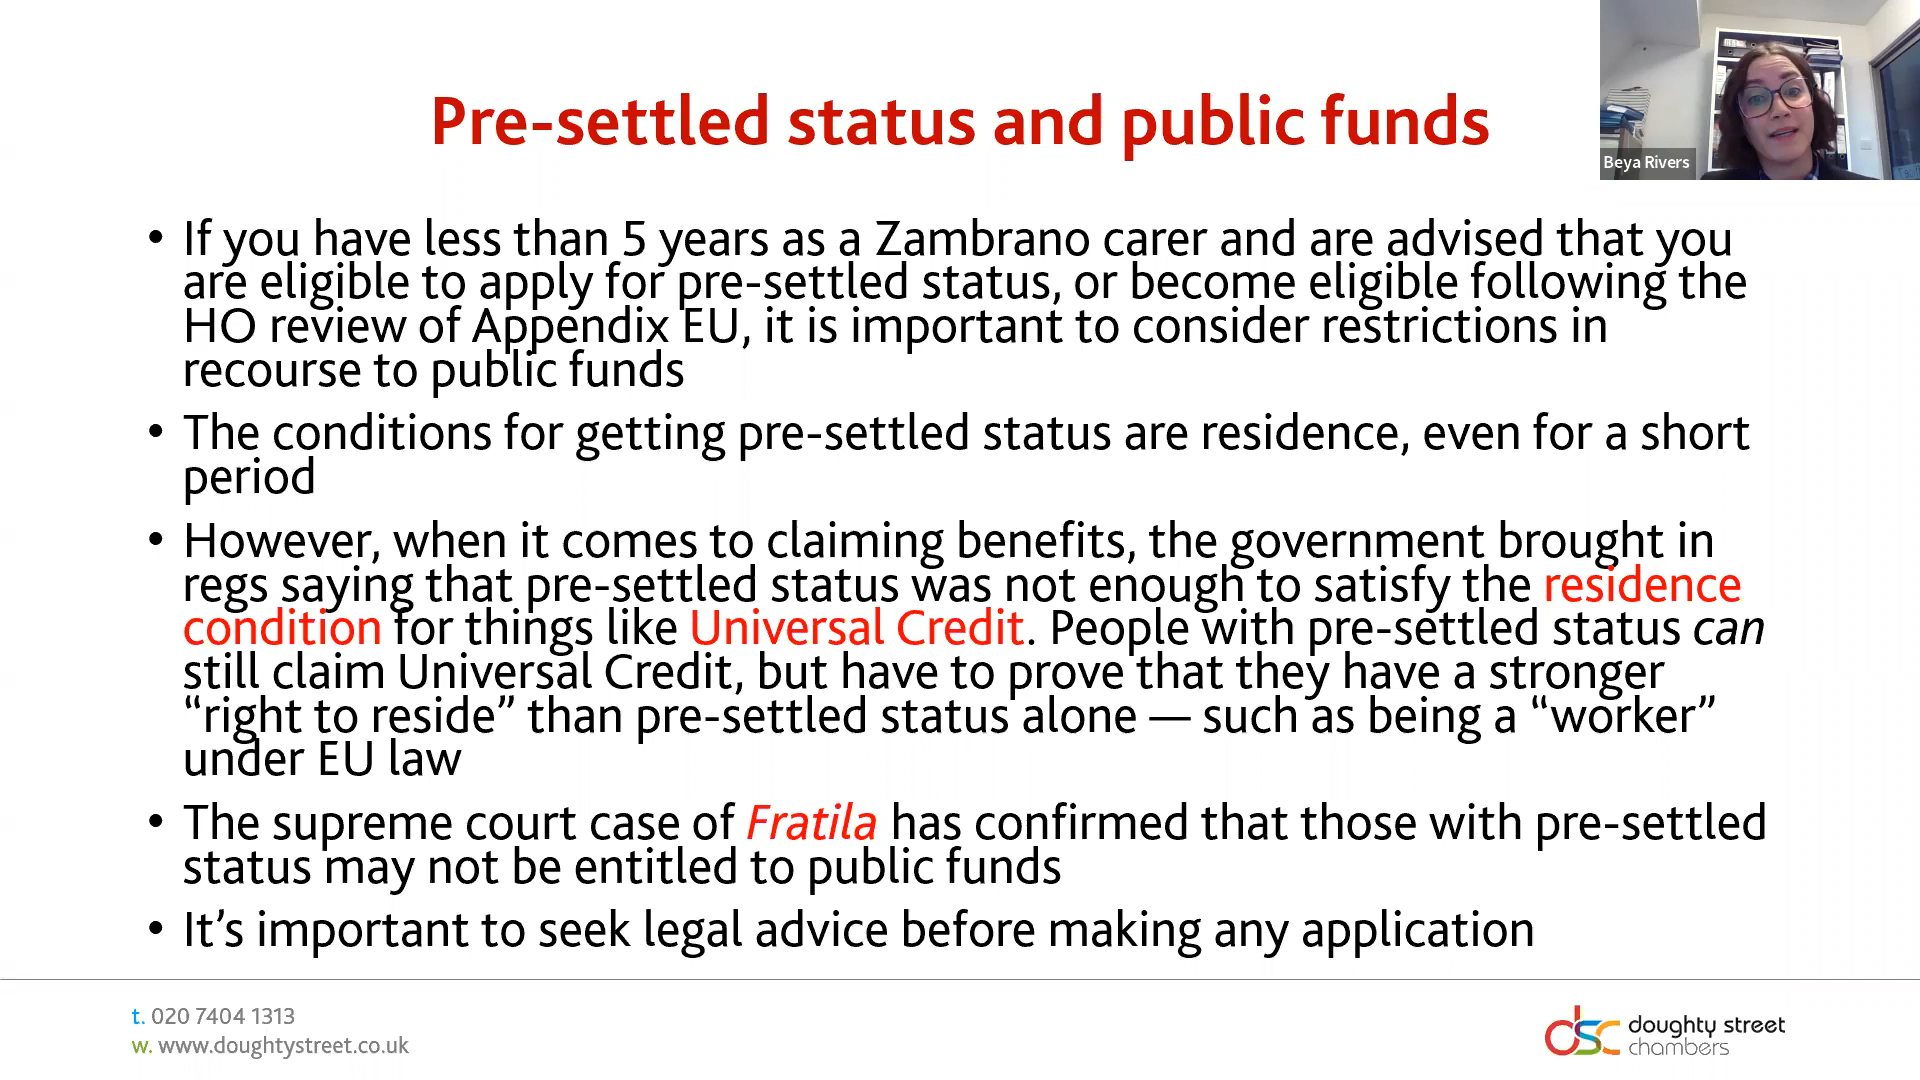 Pre-settled status and public funds
Beya Rivers
• If you have less than 5 years as a Zambrano carer and are advised that you
are eligible to apply for pre-settled status, or become eligible following the
HO review of Appendix EU, it is important to consider restrictions in
recourse to public funds
• The conditions for getting pre-settled status are residence, even for a short
period
• However, when it comes to claiming benefits, the government brought in
regs saying that pre-settled status was not enough to satisfy the residence
condition for things like Universal Credit. People with pre-settled status can
still claim Universal Credit, but have to prove that they have a stronger
“right to reside” than pre-settled status alone — such as being a “worker”
under EU law
• The supreme court case of Fratila has confirmed that those with pre-settled
status may not be entitled to public funds
• It’s important to seek legal advice before making any application
t. 020 7404 1313
w. www.doughtystreet.co.uk
dsc doughty street
chambers